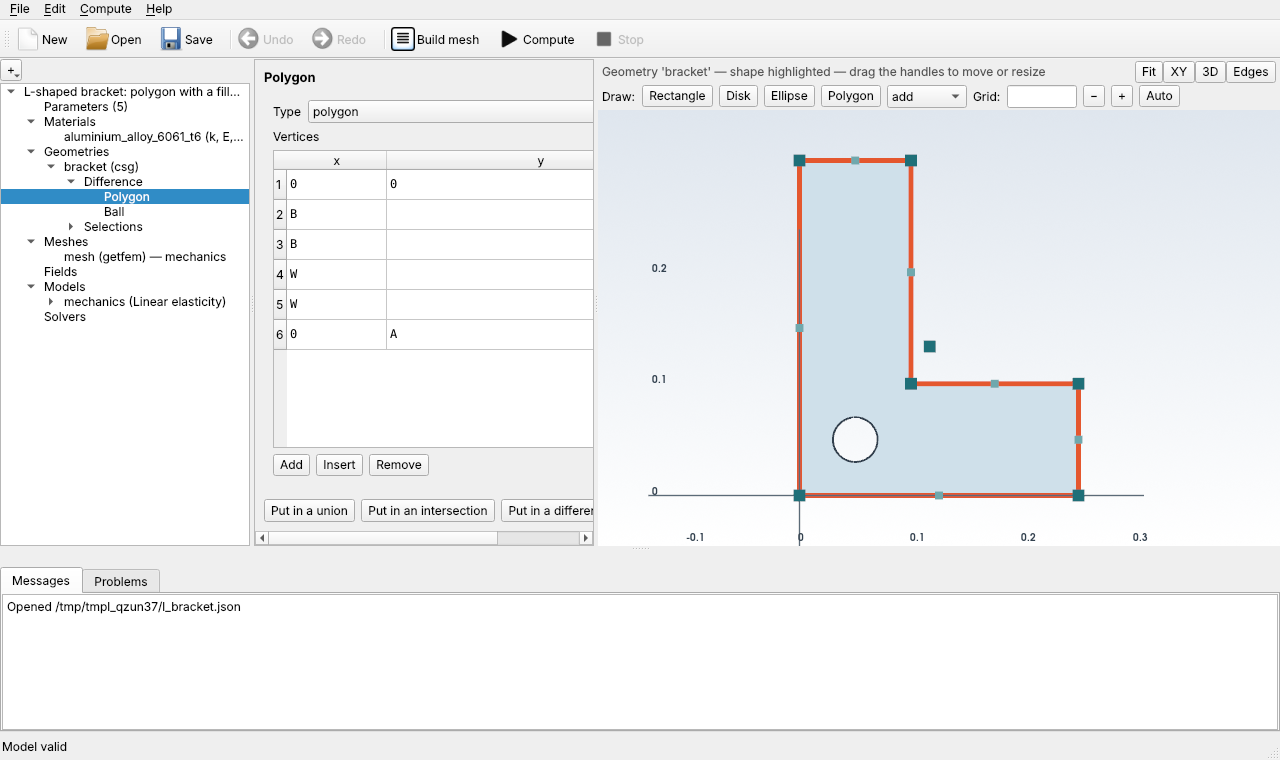 File Edit Compute Help
New Open Save Undo Redo Build mesh Compute Stop
+
L-shaped bracket: polygon with a fill...
Parameters (5)
Materials
aluminium_alloy_6061_t6 (k, E,...
Geometries
bracket (csg)
Difference
Polygon
Ball
Selections
Meshes
mesh (getfem) — mechanics
Fields
Models
mechanics (Linear elasticity)
Solvers
Polygon
Type polygon
Vertices
x y
1 0 0
2 B
3 B
4 W
5 W
6 0 A
Add Insert Remove
Put in a union Put in an intersection Put in a differen
Geometry 'bracket' — shape highlighted — drag the handles to move or resize
Fit XY 3D Edges
Draw: Rectangle Disk Ellipse Polygon add Grid: − + Auto
0.2
0.1
0
-0.1 0 0.1 0.2 0.3
Messages Problems
Opened /tmp/tmpl_qzun37/l_bracket.json
Model valid